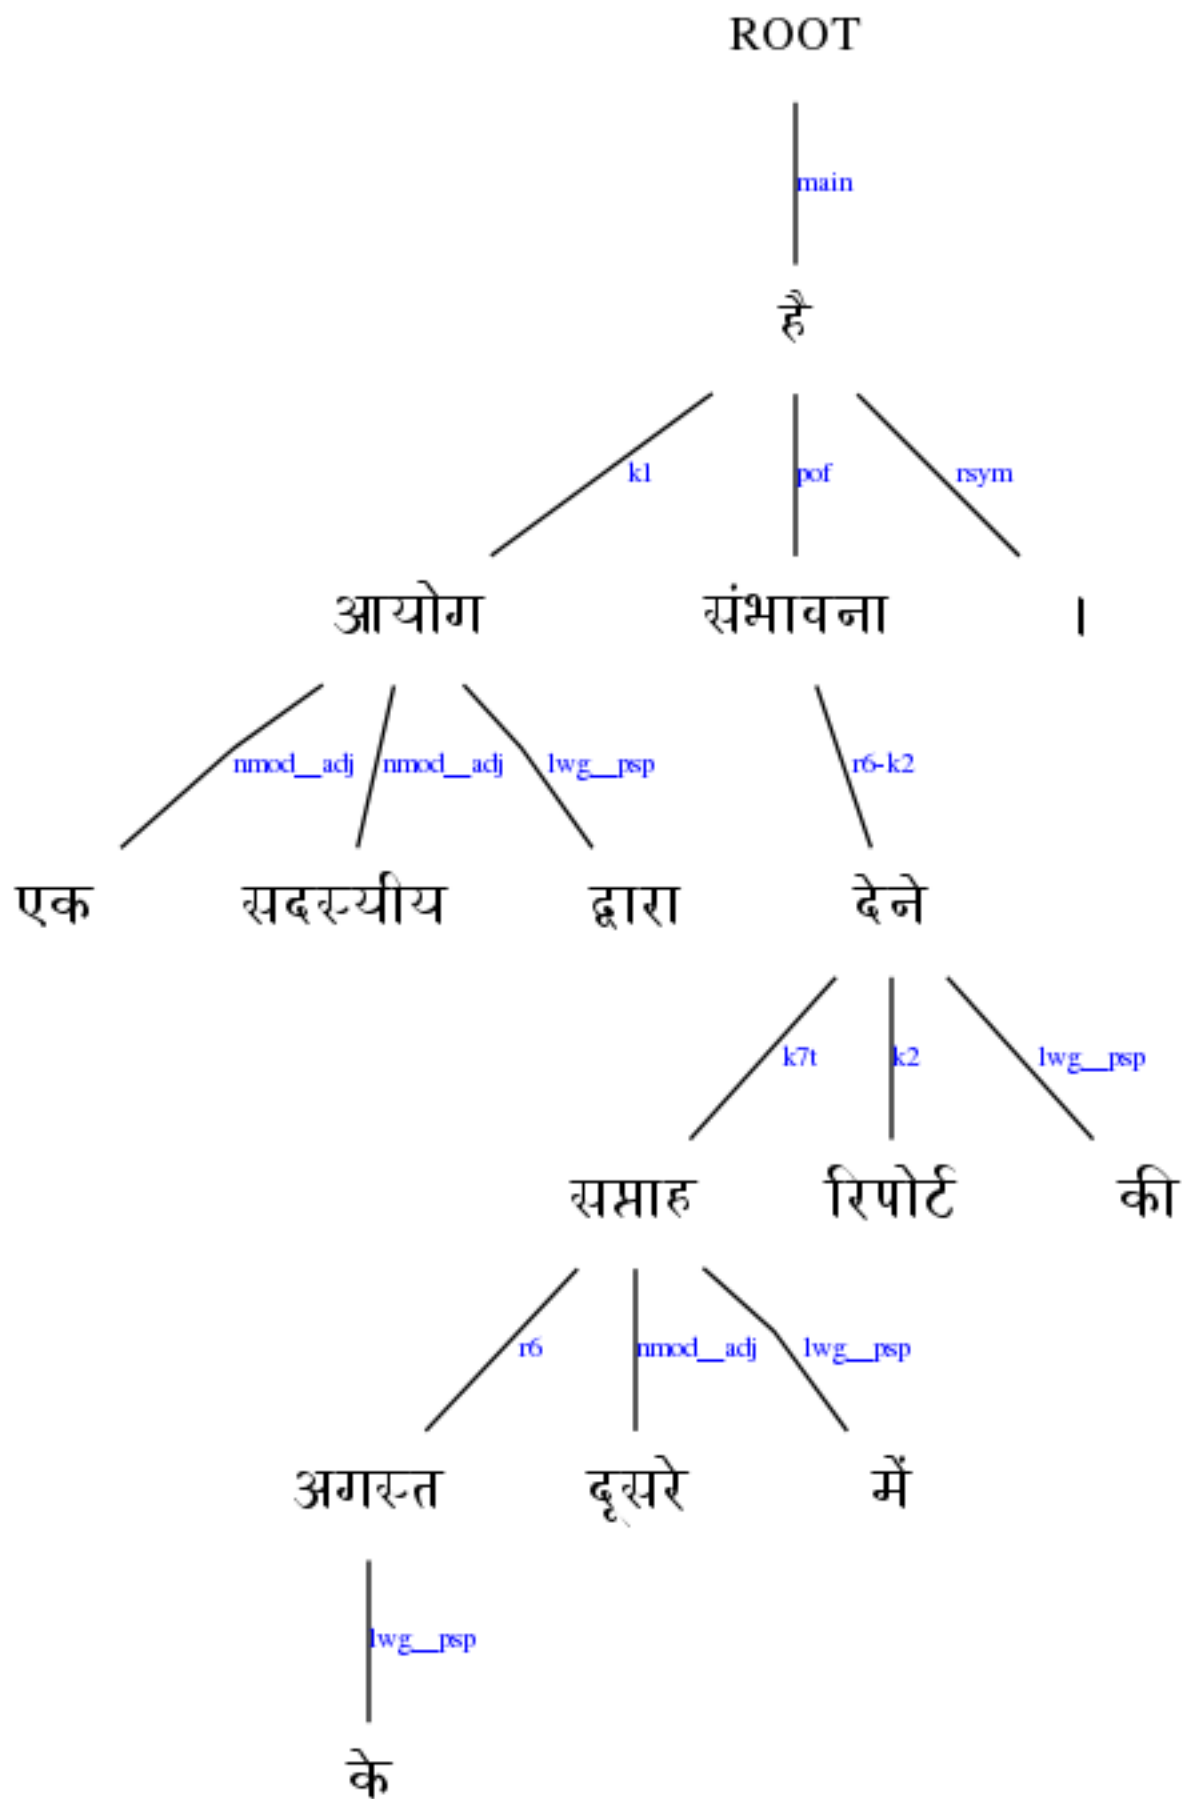 ROOT
main
है
k1 pof rsym
आयोग संभावना ।
nmod__adj nmod__adj lwg__psp r6-k2
एक सदस्यीय द्वारा देने
k7t k2 lwg__psp
सप्ताह रिपोर्ट की
r6 nmod__adj lwg__psp
अगस्त दूसरे में
lwg__psp
के